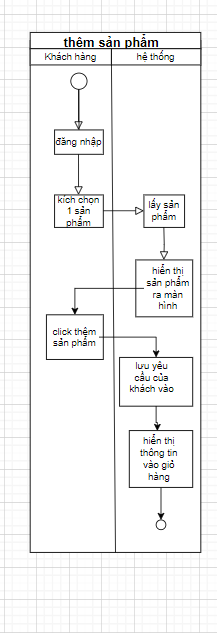 thêm sản phẩm
Khách hàng
hệ thống
đăng nhập
kích chọn
1 sản
phẩm
lấy sản
phẩm
hiển thị
sản phẩm
ra màn
hình
click thêm
sản phẩm
lưu yêu
cầu của
khách vào
hiển thị
thông tin
vào giỏ
hàng